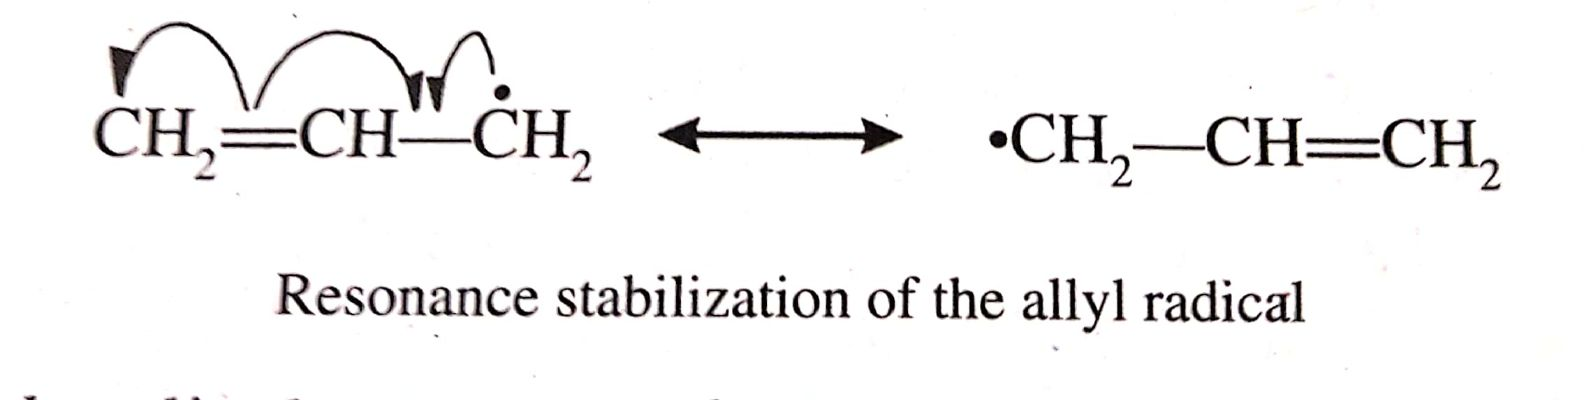 CH₂=CH—ĊH₂ ⟷ •CH₂—CH=CH₂
Resonance stabilization of the allyl radical